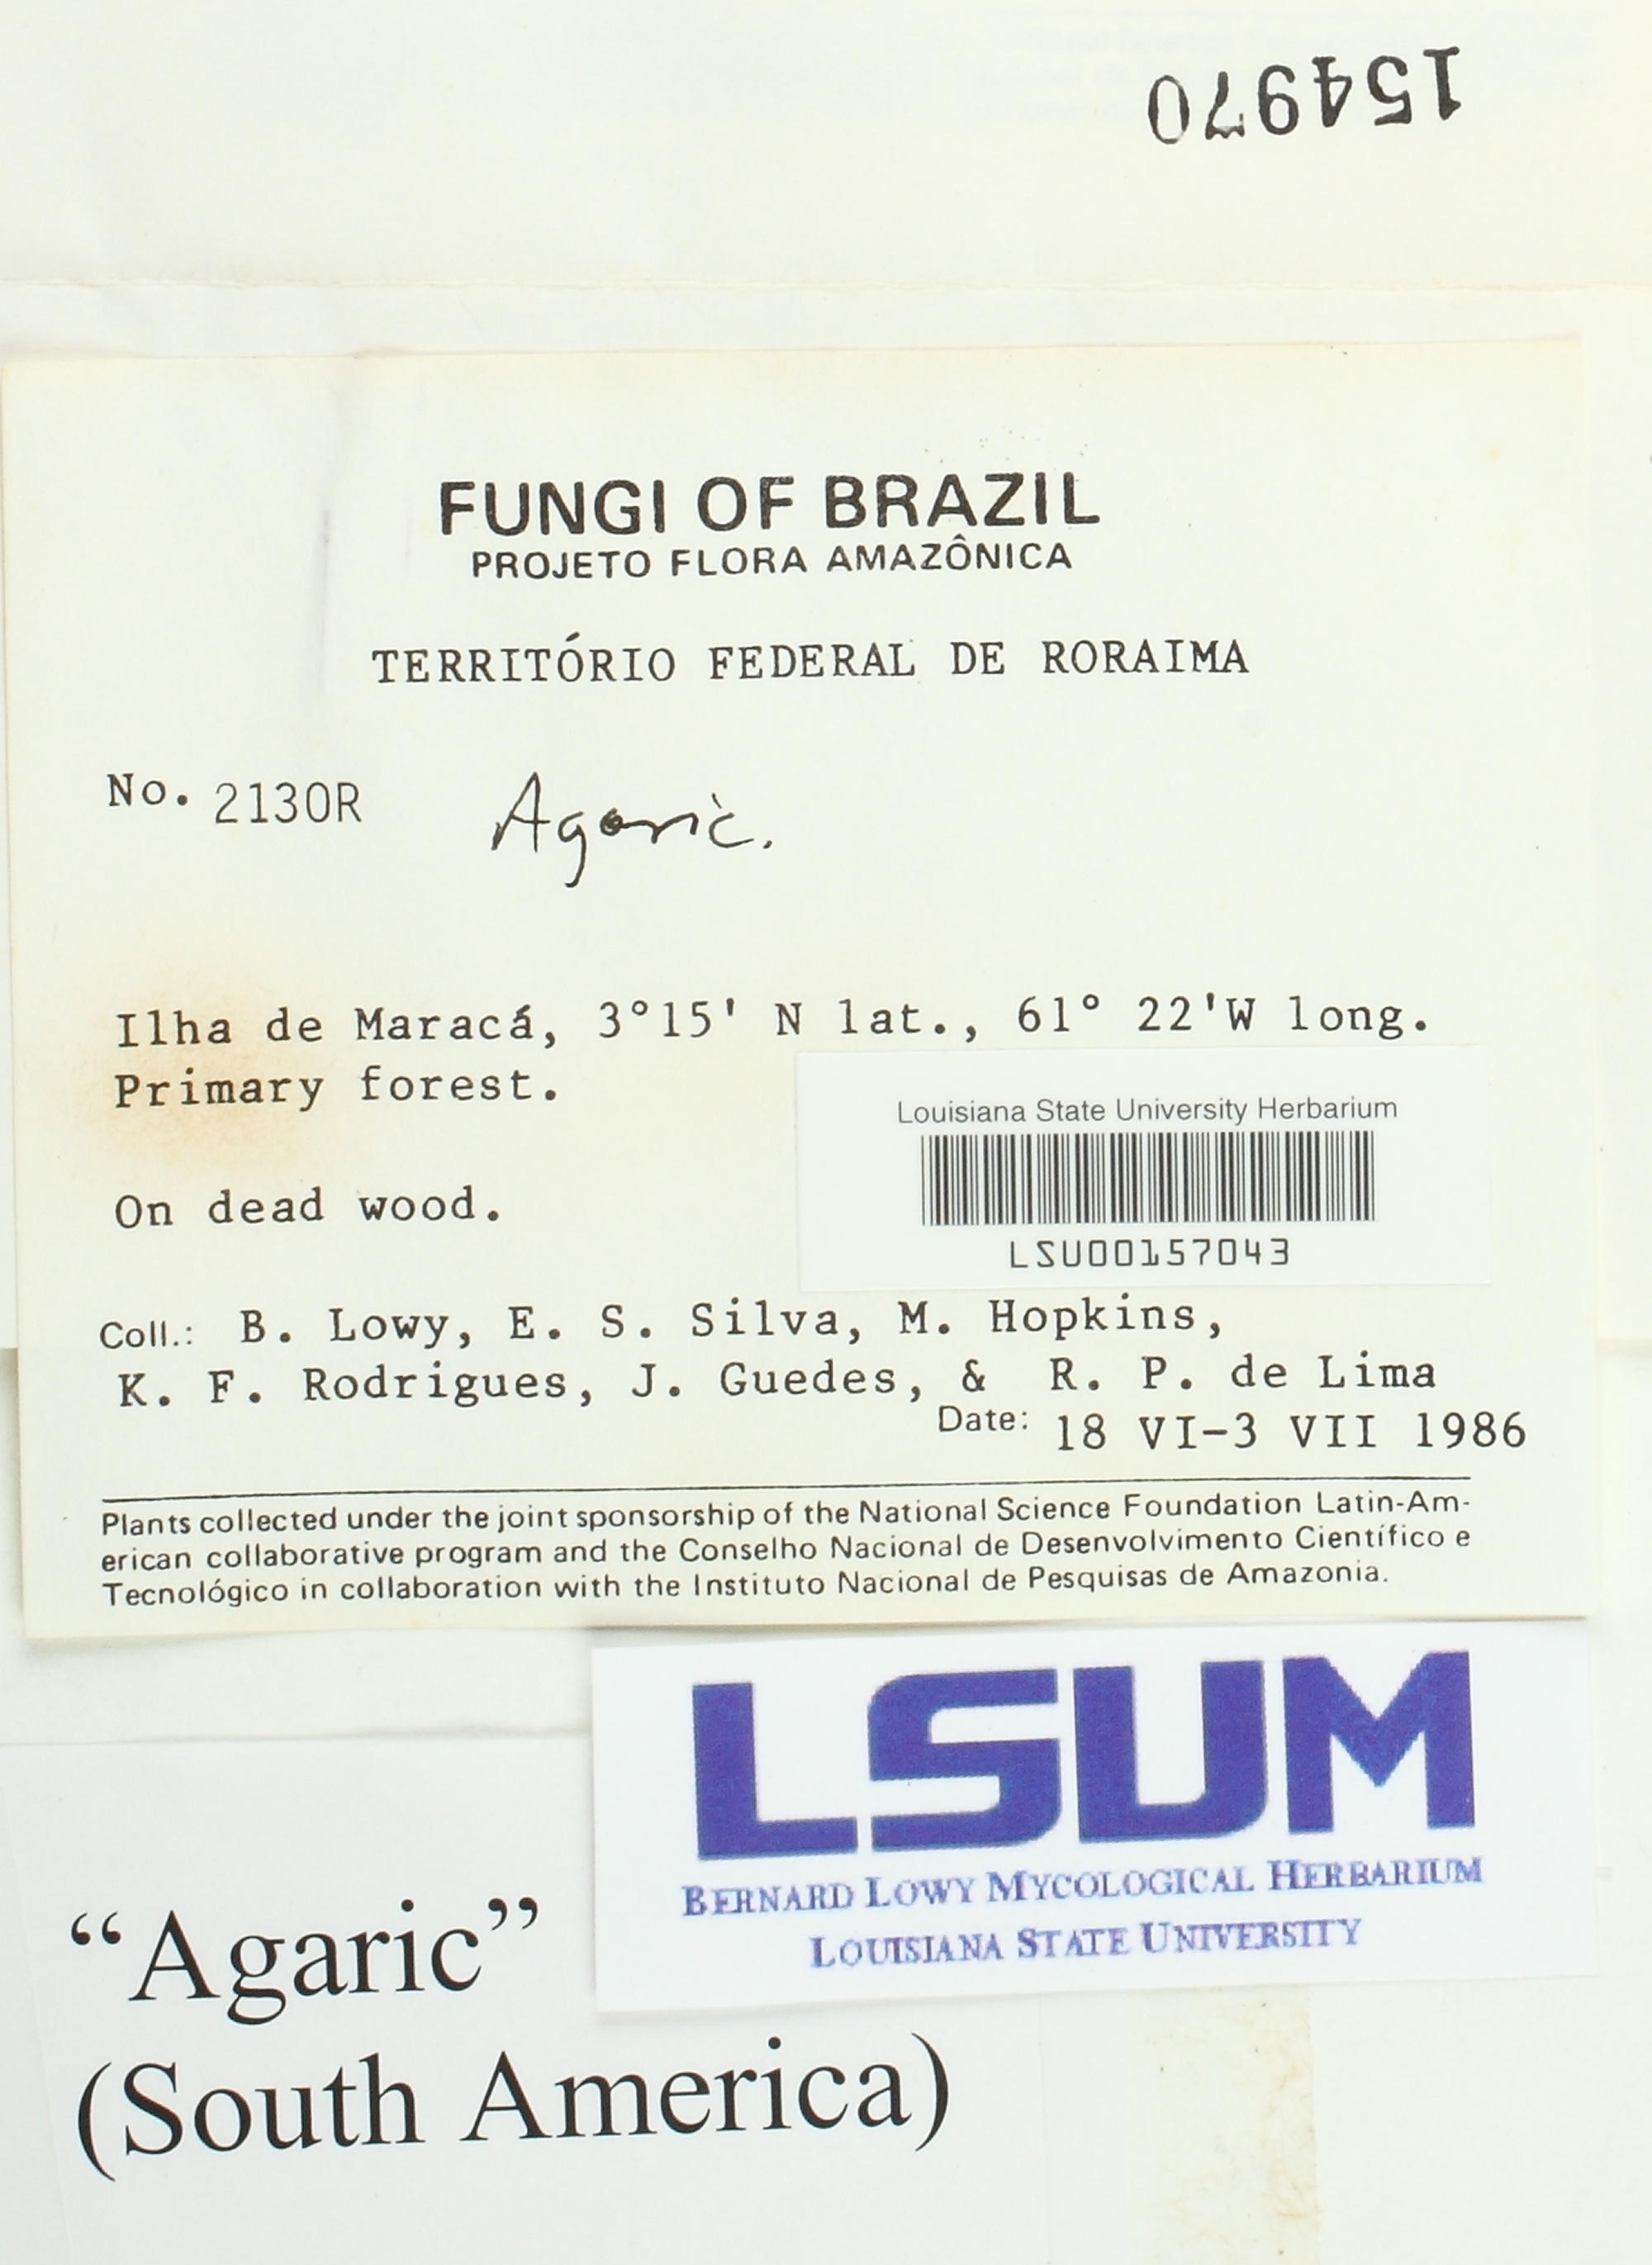 154970
FUNGI OF BRAZIL
PROJETO FLORA AMAZÔNICA
TERRITÓRIO FEDERAL DE RORAIMA
No. 2130R Agaric.
Ilha de Maracá, 3°15' N lat., 61° 22'W long.
Primary forest.
Louisiana State University Herbarium
LSU00157043
On dead wood.
Coll.: B. Lowy, E. S. Silva, M. Hopkins,
K. F. Rodrigues, J. Guedes, & R. P. de Lima
Date: 18 VI-3 VII 1986
Plants collected under the joint sponsorship of the National Science Foundation Latin-Am-
erican collaborative program and the Conselho Nacional de Desenvolvimento Científico e
Tecnológico in collaboration with the Instituto Nacional de Pesquisas de Amazonia.
LSUM
BERNARD LOWY MYCOLOGICAL HERBARIUM
LOUISIANA STATE UNIVERSITY
“Agaric”
(South America)